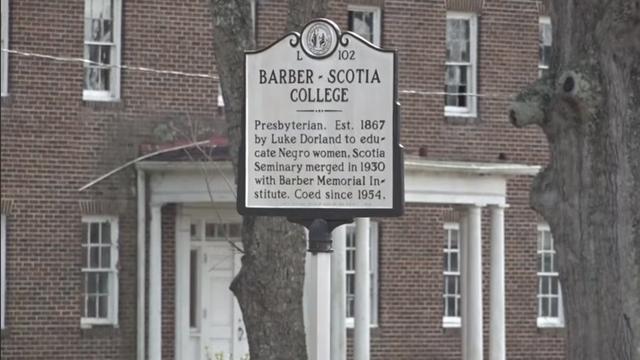 L 102
BARBER - SCOTIA
COLLEGE
Presbyterian. Est. 1867
by Luke Dorland to edu-
cate Negro women, Scotia
Seminary merged in 1930
with Barber Memorial In-
stitute. Coed since 1954.